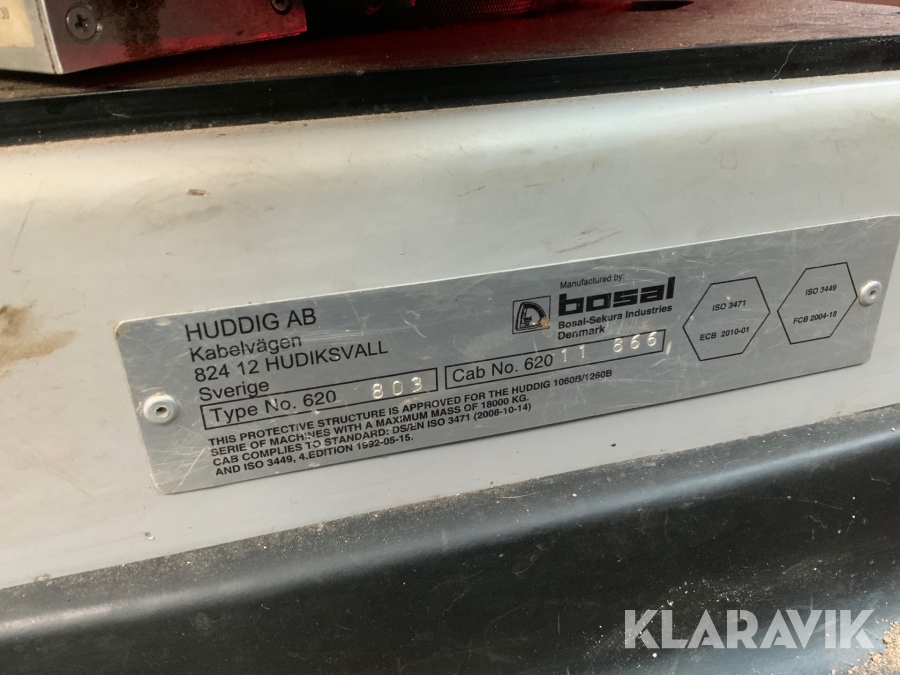 30
HUDDIG AB
Kabelvägen
824 12 HUDIKSVALL
Sverige
Type No. 620 803
Manufactured by:
bosal
Bosal-Sekura Industries
Denmark
Cab No. 620 11 866
ISO 3471
ECB 2010-01
ISO 3449
FCB 2004-18
THIS PROTECTIVE STRUCTURE IS APPROVED FOR THE HUDDIG 1060B/1260B
SERIE OF MACHINES WITH A MAXIMUM MASS OF 18000 KG.
CAB COMPLIES TO STANDARD: DS/EN ISO 3471 (2008-10-14)
AND ISO 3449, 4.EDITION 1992-05-15.
KLARAVIK